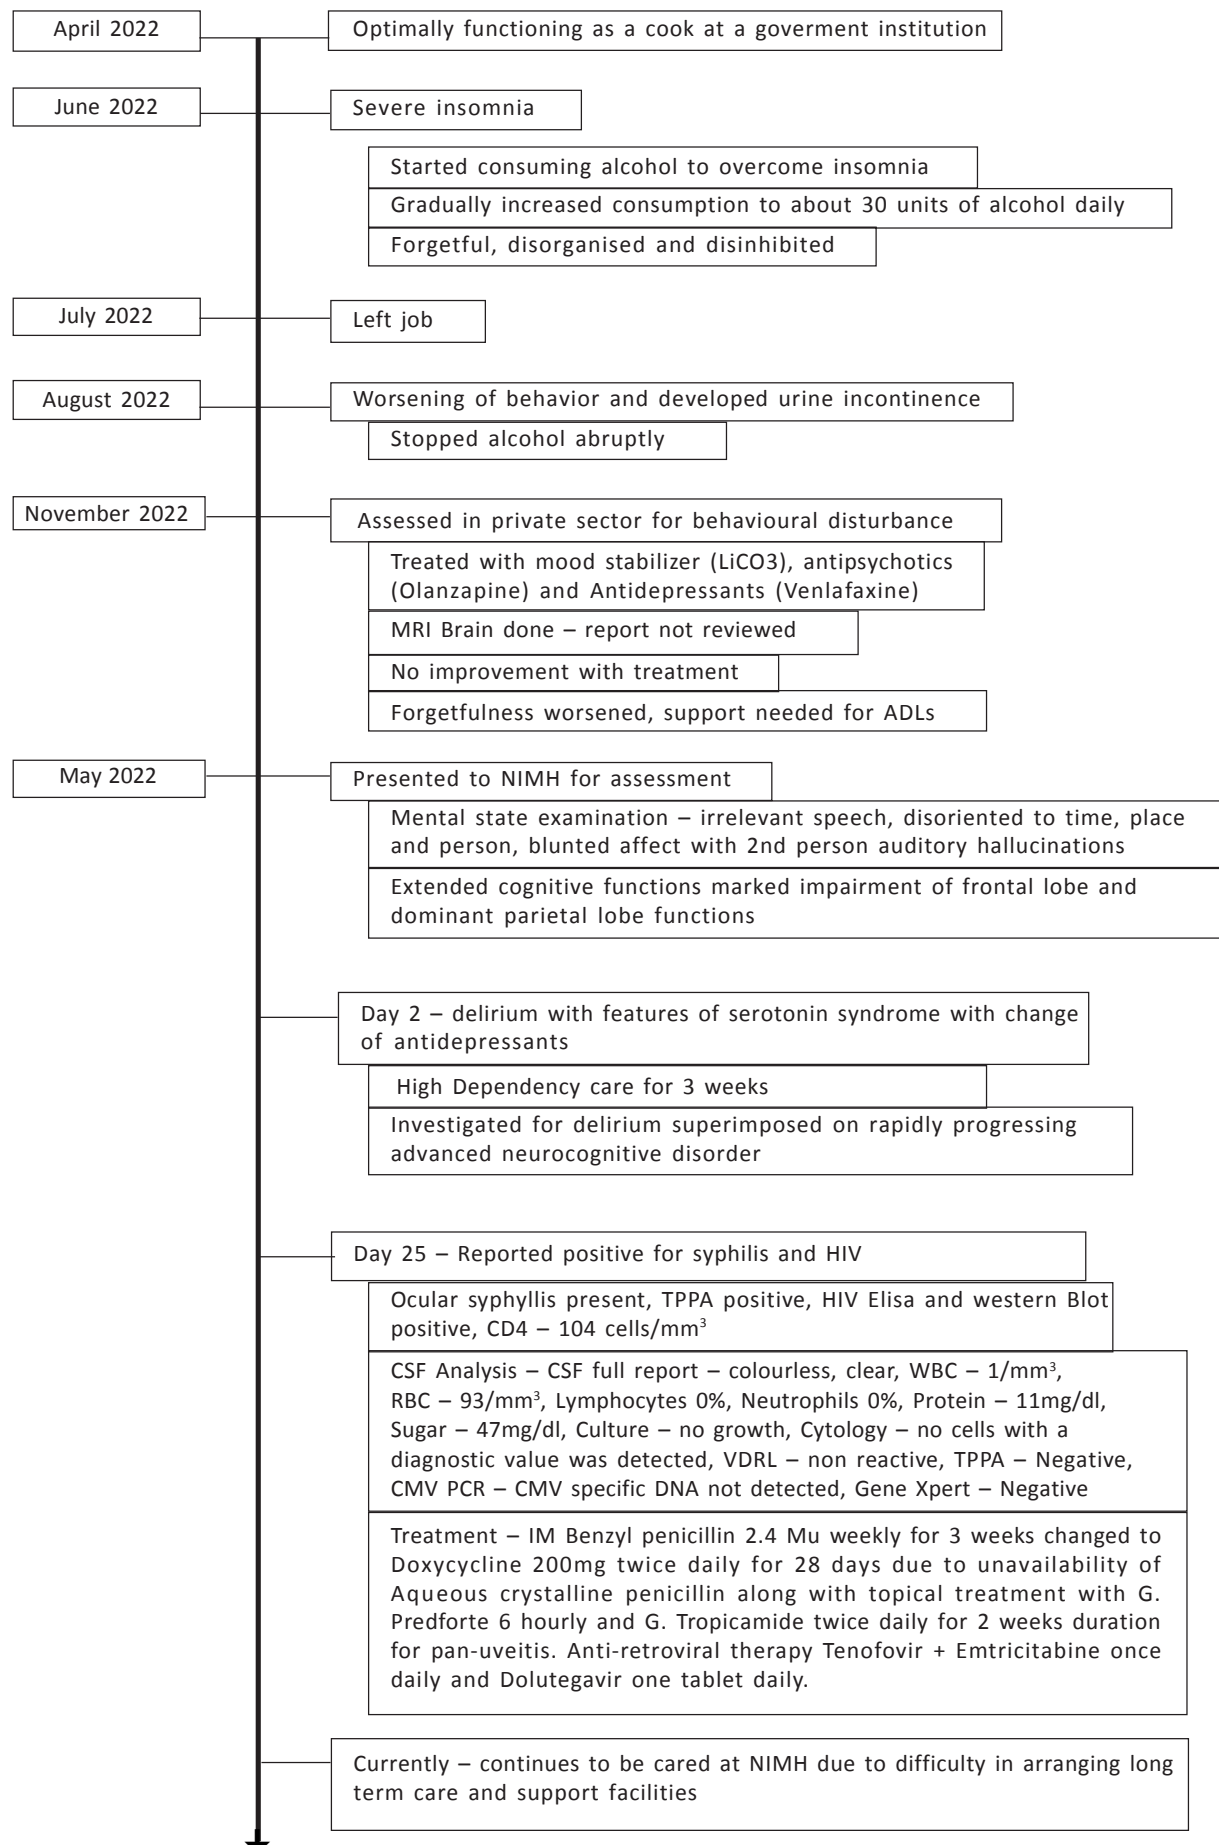 April 2022
Optimally functioning as a cook at a goverment institution
June 2022
Severe insomnia
Started consuming alcohol to overcome insomnia
Gradually increased consumption to about 30 units of alcohol daily
Forgetful, disorganised and disinhibited
July 2022
Left job
August 2022
Worsening of behavior and developed urine incontinence
Stopped alcohol abruptly
November 2022
Assessed in private sector for behavioural disturbance
Treated with mood stabilizer (LiCO3), antipsychotics
(Olanzapine) and Antidepressants (Venlafaxine)
MRI Brain done – report not reviewed
No improvement with treatment
Forgetfulness worsened, support needed for ADLs
May 2022
Presented to NIMH for assessment
Mental state examination – irrelevant speech, disoriented to time, place
and person, blunted affect with 2nd person auditory hallucinations
Extended cognitive functions marked impairment of frontal lobe and
dominant parietal lobe functions
Day 2 – delirium with features of serotonin syndrome with change
of antidepressants
High Dependency care for 3 weeks
Investigated for delirium superimposed on rapidly progressing
advanced neurocognitive disorder
Day 25 – Reported positive for syphilis and HIV
Ocular syphyllis present, TPPA positive, HIV Elisa and western Blot
positive, CD4 – 104 cells/mm³
CSF Analysis – CSF full report – colourless, clear, WBC – 1/mm³,
RBC – 93/mm³, Lymphocytes 0%, Neutrophils 0%, Protein – 11mg/dl,
Sugar – 47mg/dl, Culture – no growth, Cytology – no cells with a
diagnostic value was detected, VDRL – non reactive, TPPA – Negative,
CMV PCR – CMV specific DNA not detected, Gene Xpert – Negative
Treatment – IM Benzyl penicillin 2.4 Mu weekly for 3 weeks changed to
Doxycycline 200mg twice daily for 28 days due to unavailability of
Aqueous crystalline penicillin along with topical treatment with G.
Predforte 6 hourly and G. Tropicamide twice daily for 2 weeks duration
for pan-uveitis. Anti-retroviral therapy Tenofovir + Emtricitabine once
daily and Dolutegavir one tablet daily.
Currently – continues to be cared at NIMH due to difficulty in arranging long
term care and support facilities